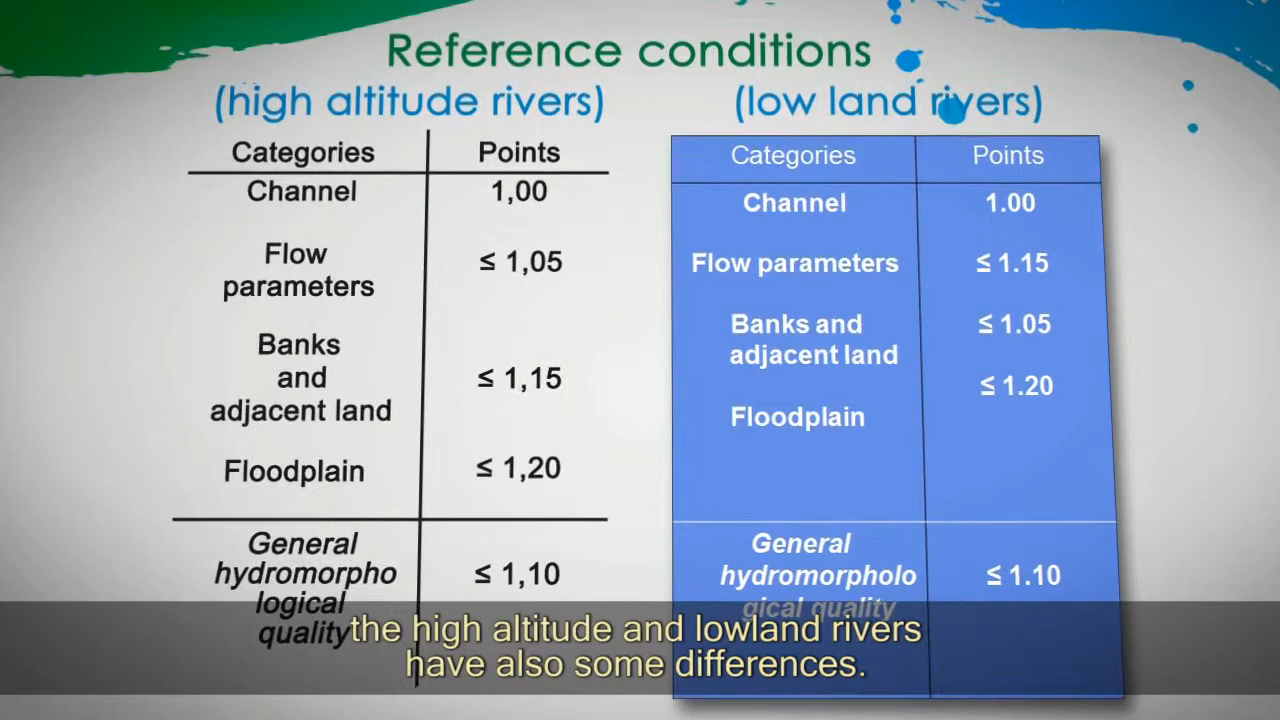 Reference conditions
(high altitude rivers)
Categories Points
Channel 1,00
Flow
parameters
≤ 1,05
Banks
and
adjacent land
≤ 1,15
Floodplain ≤ 1,20
General
hydromorpho
logical
quality
≤ 1,10
(low land rivers)
Categories Points
Channel 1.00
Flow parameters ≤ 1.15
Banks and
adjacent land
≤ 1.05
≤ 1.20
Floodplain
General
hydromorpholo
gical quality
≤ 1.10
the high altitude and lowland rivers
have also some differences.